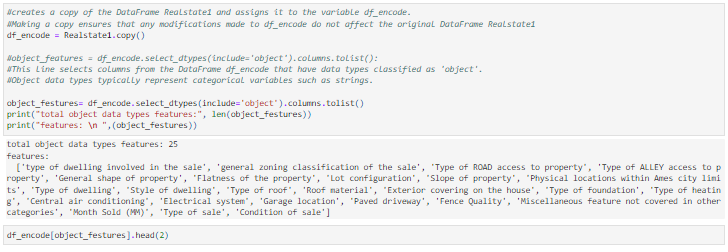 #creates a copy of the DataFrame Realstate1 and assigns it to the variable df_encode.
#Making a copy ensures that any modifications made to df_encode do not affect the original DataFrame Realstate1
df_encode = Realstate1.copy()
#object_features = df_encode.select_dtypes(include='object').columns.tolist():
#This line selects columns from the DataFrame df_encode that have data types classified as 'object'.
#Object data types typically represent categorical variables such as strings.
object_festures= df_encode.select_dtypes(include='object').columns.tolist()
print("total object data types features:", len(object_festures))
print("features: \n ",(object_festures))
total object data types features: 25
features:
['type of dwelling involved in the sale', 'general zoning classification of the sale', 'Type of ROAD access to property', 'Type of ALLEY access to p
roperty', 'General shape of property', 'Flatness of the property', 'Lot configuration', 'Slope of property', 'Physical locations within Ames city limi
ts', 'Type of dwelling', 'Style of dwelling', 'Type of roof', 'Roof material', 'Exterior covering on the house', 'Type of foundation', 'Type of heatin
g', 'Central air conditioning', 'Electrical system', 'Garage location', 'Paved driveway', 'Fence Quality', 'Miscellaneous feature not covered in other
categories', 'Month Sold (MM)', 'Type of sale', 'Condition of sale']
df_encode[object_festures].head(2)